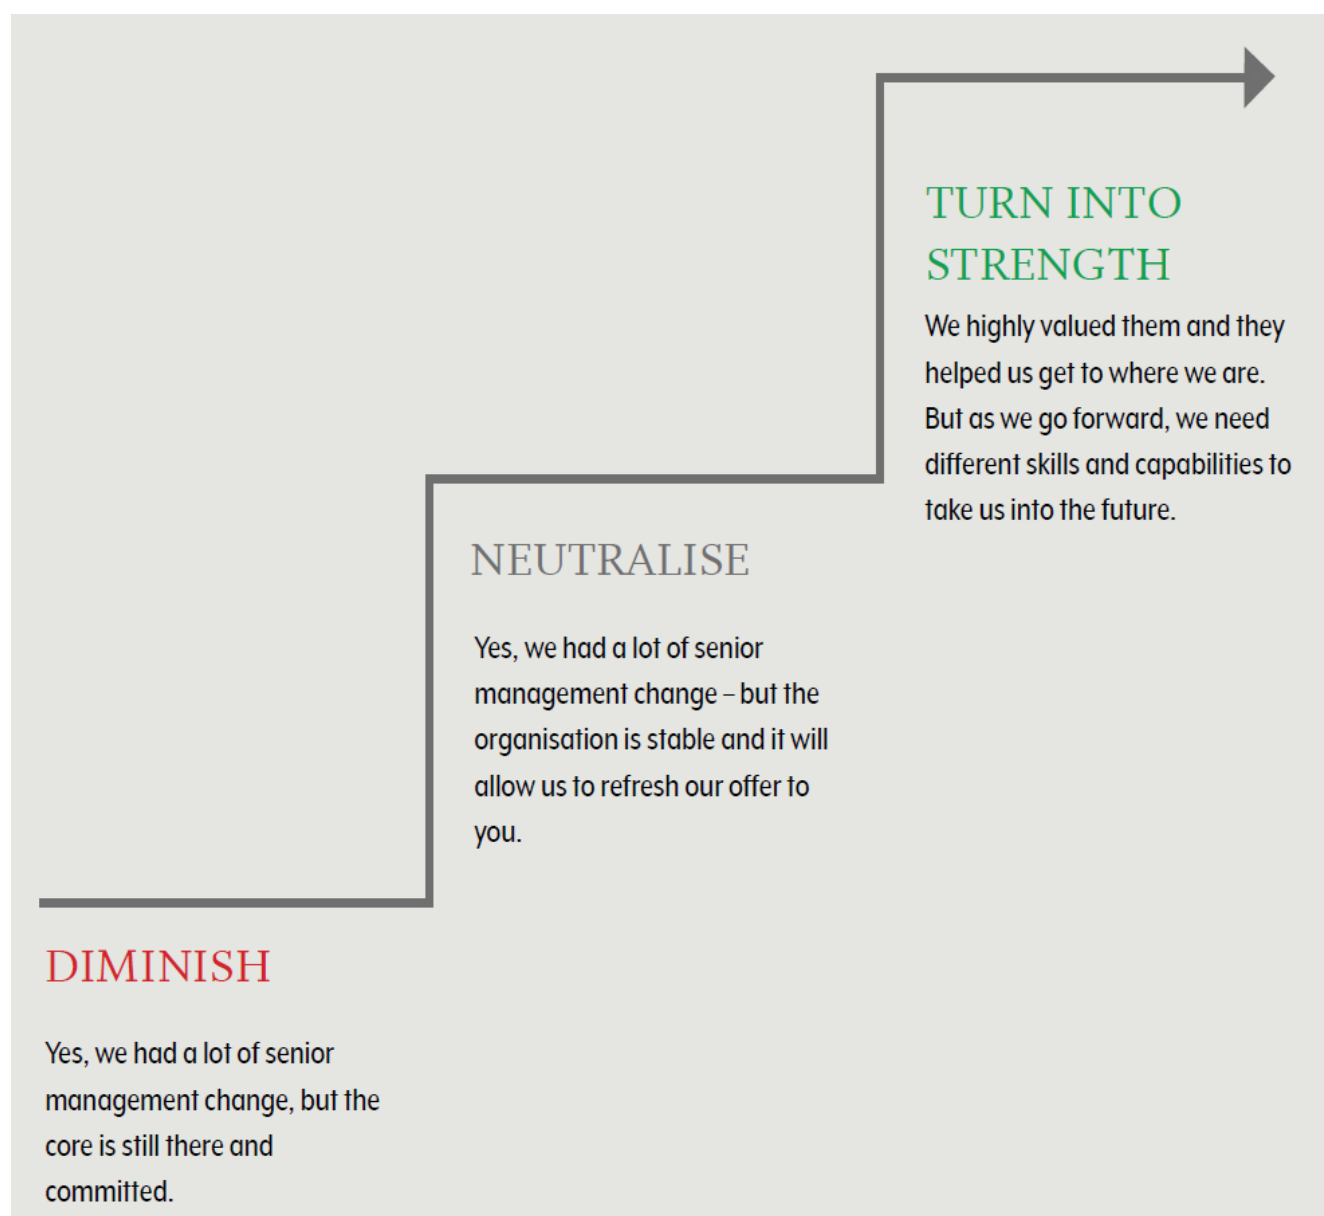 TURN INTO
STRENGTH
We highly valued them and they
helped us get to where we are.
But as we go forward, we need
different skills and capabilities to
take us into the future.
NEUTRALISE
Yes, we had a lot of senior
management change – but the
organisation is stable and it will
allow us to refresh our offer to
you.
DIMINISH
Yes, we had a lot of senior
management change, but the
core is still there and
committed.